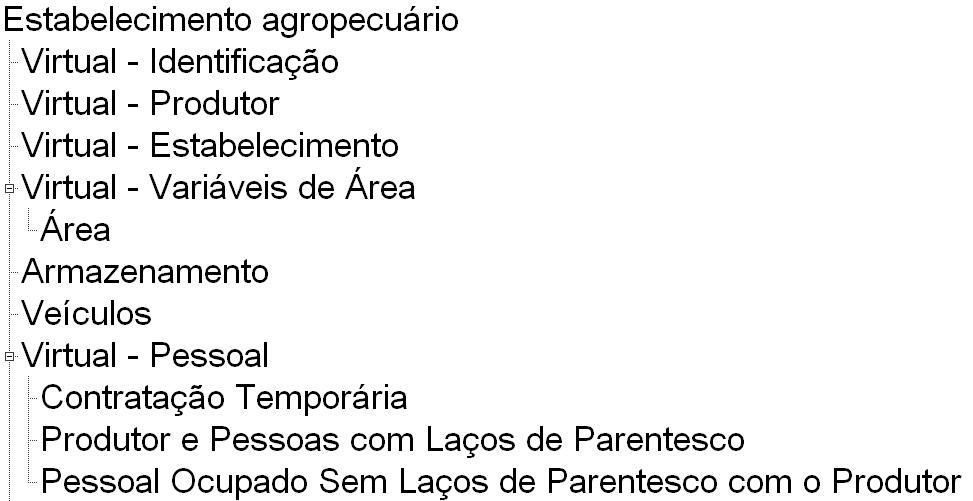 Estabelecimento agropecuário
Virtual - Identificação
Virtual - Produtor
Virtual - Estabelecimento
Virtual - Variáveis de Área
Área
Armazenamento
Veículos
Virtual - Pessoal
Contratação Temporária
Produtor e Pessoas com Laços de Parentesco
Pessoal Ocupado Sem Laços de Parentesco com o Produtor